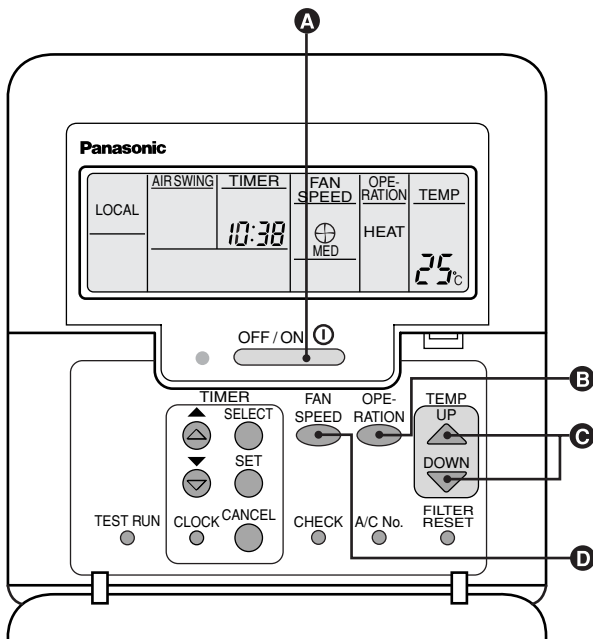 A
Panasonic
AIR SWING TIMER FAN SPEED OPE- RATION TEMP
LOCAL
10:38 MED HEAT 25°C
OFF / ON
B
TIMER FAN SPEED OPE- RATION TEMP
SELECT UP
C
SET DOWN
TEST RUN CLOCK CANCEL CHECK A/C No. FILTER RESET
D